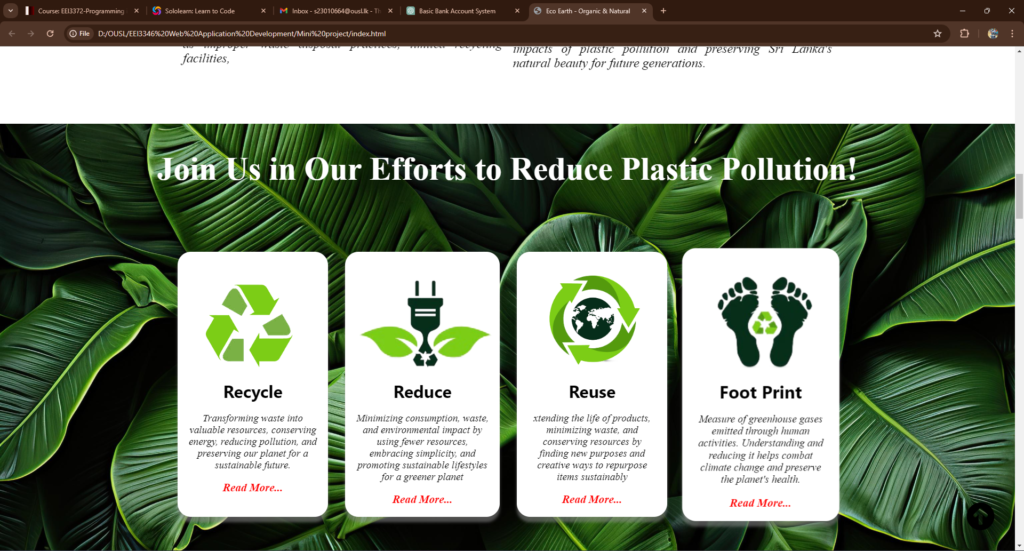 Course: EEI3372-Programming
Sololearn: Learn to Code
Inbox - s23010664@ousl.lk - Th
Basic Bank Account System
Eco Earth - Organic & Natural
File
D:/OUSL/EEI3346%20Web%20Application%20Development/Mini%20project/index.html
as improper waste disposal practices, limited recycling
facilities,
impacts of plastic pollution and preserving Sri Lanka's
natural beauty for future generations.
Join Us in Our Efforts to Reduce Plastic Pollution!
Recycle
Transforming waste into
valuable resources, conserving
energy, reducing pollution, and
preserving our planet for a
sustainable future.
Read More...
Reduce
Minimizing consumption, waste,
and environmental impact by
using fewer resources,
embracing simplicity, and
promoting sustainable lifestyles
for a greener planet
Read More...
Reuse
xtending the life of products,
minimizing waste, and
conserving resources by
finding new purposes and
creative ways to repurpose
items sustainably
Read More...
Foot Print
Measure of greenhouse gases
emitted through human
activities. Understanding and
reducing it helps combat
climate change and preserve
the planet's health.
Read More...